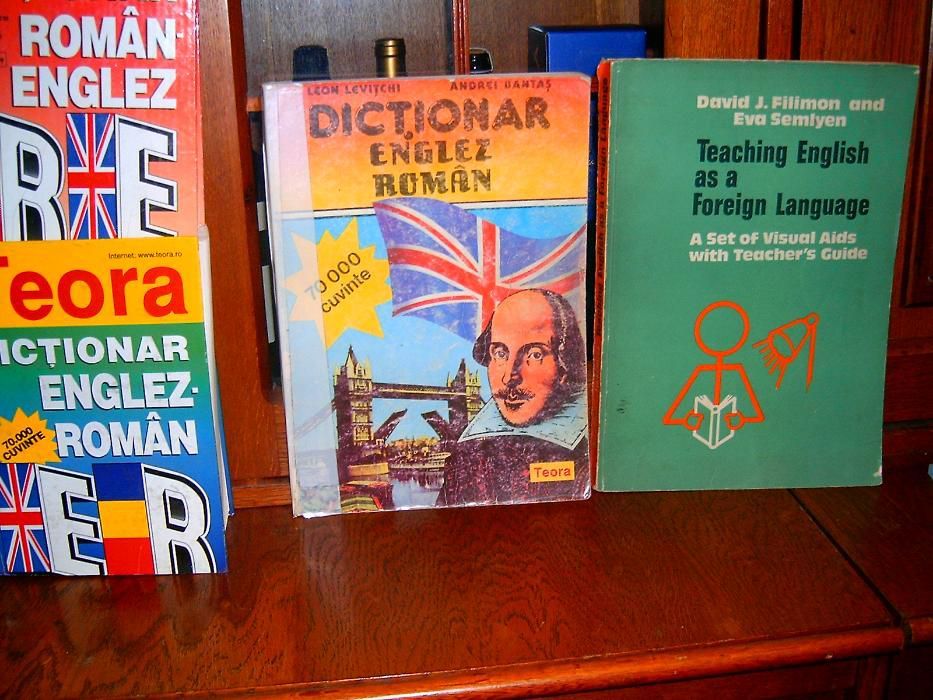 ROMÂN-
ENGLEZ
R E
Internet: www.teora.ro
Teora
DICȚIONAR
ENGLEZ-
ROMÂN
70.000
CUVINTE
E R
LEON LEVIȚCHI ANDREI BANTAȘ
DICȚIONAR
ENGLEZ
ROMÂN
70 000
cuvinte
Teora
David J. Filimon and
Eva Semlyen
Teaching English
as a
Foreign Language
A Set of Visual Aids
with Teacher's Guide